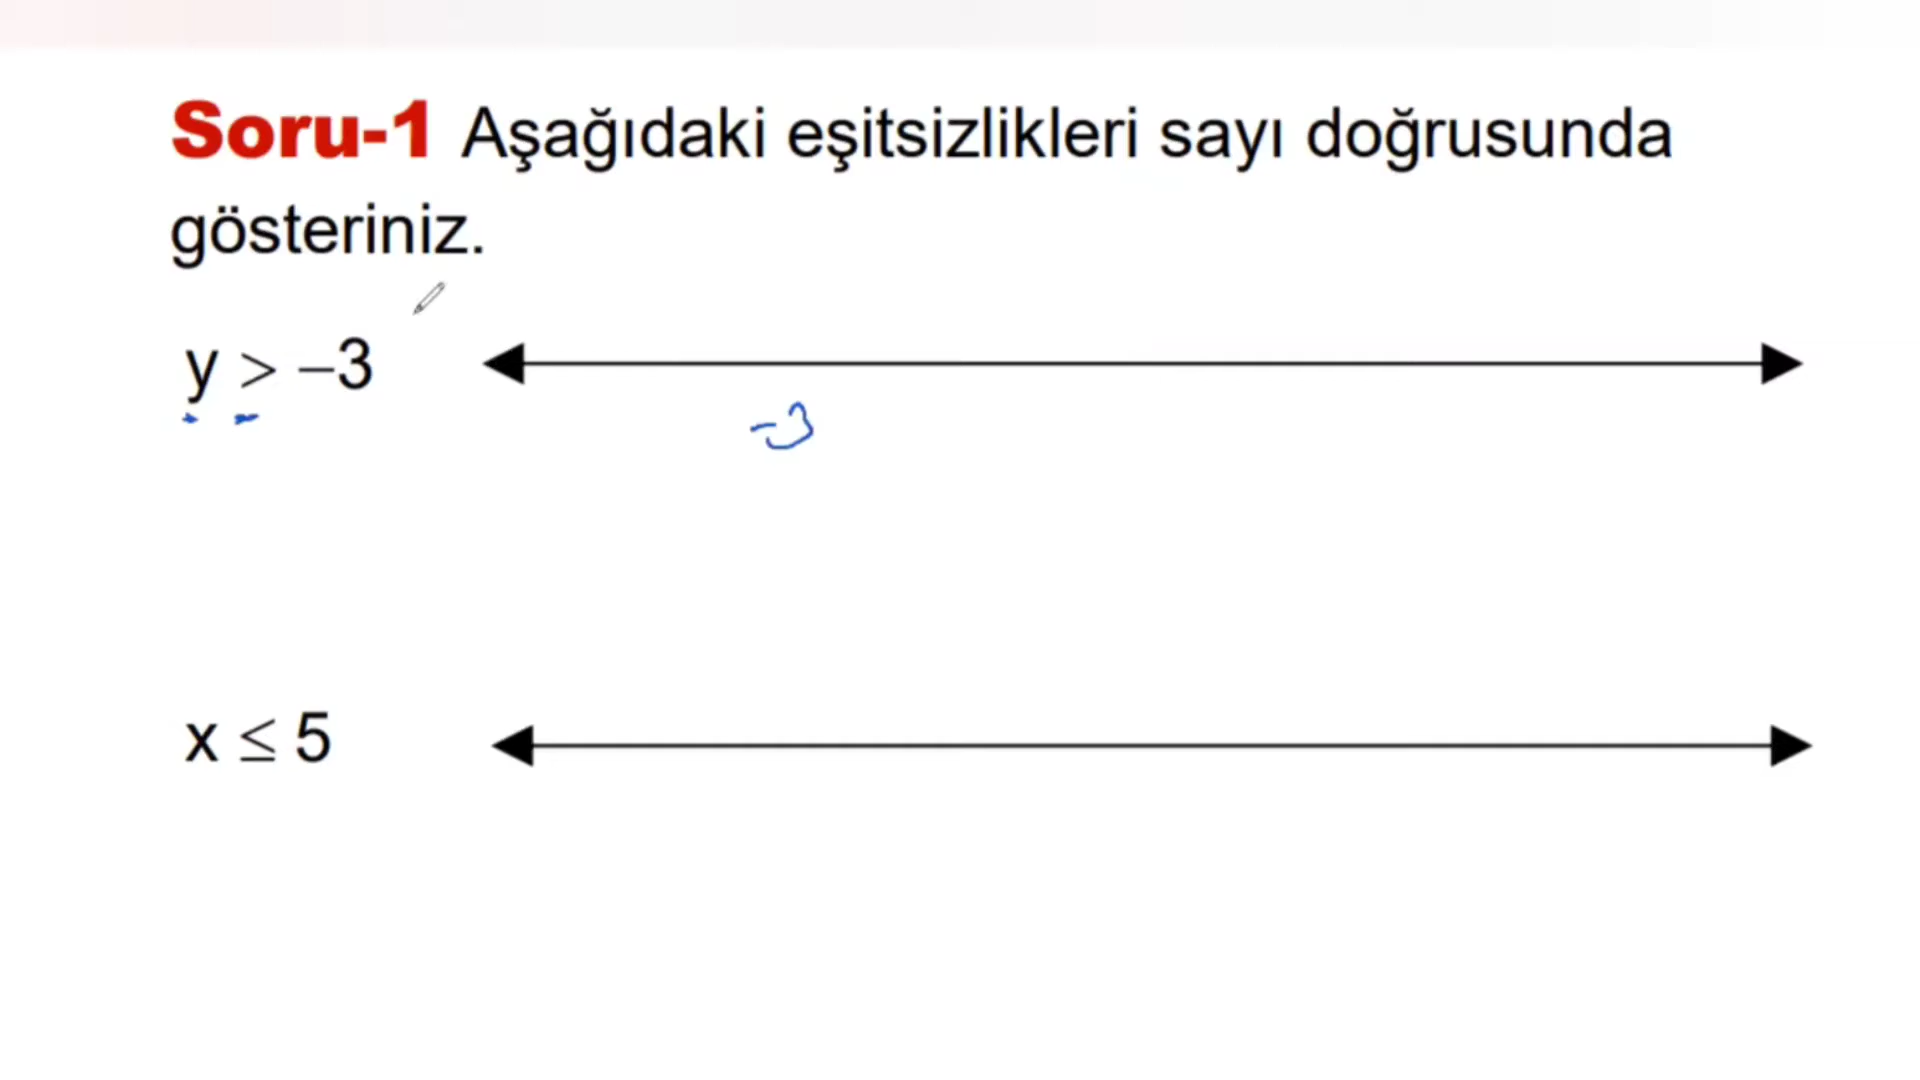 Soru-1 Aşağıdaki eşitsizlikleri sayı doğrusunda
gösteriniz.
y > –3
-3
x ≤ 5